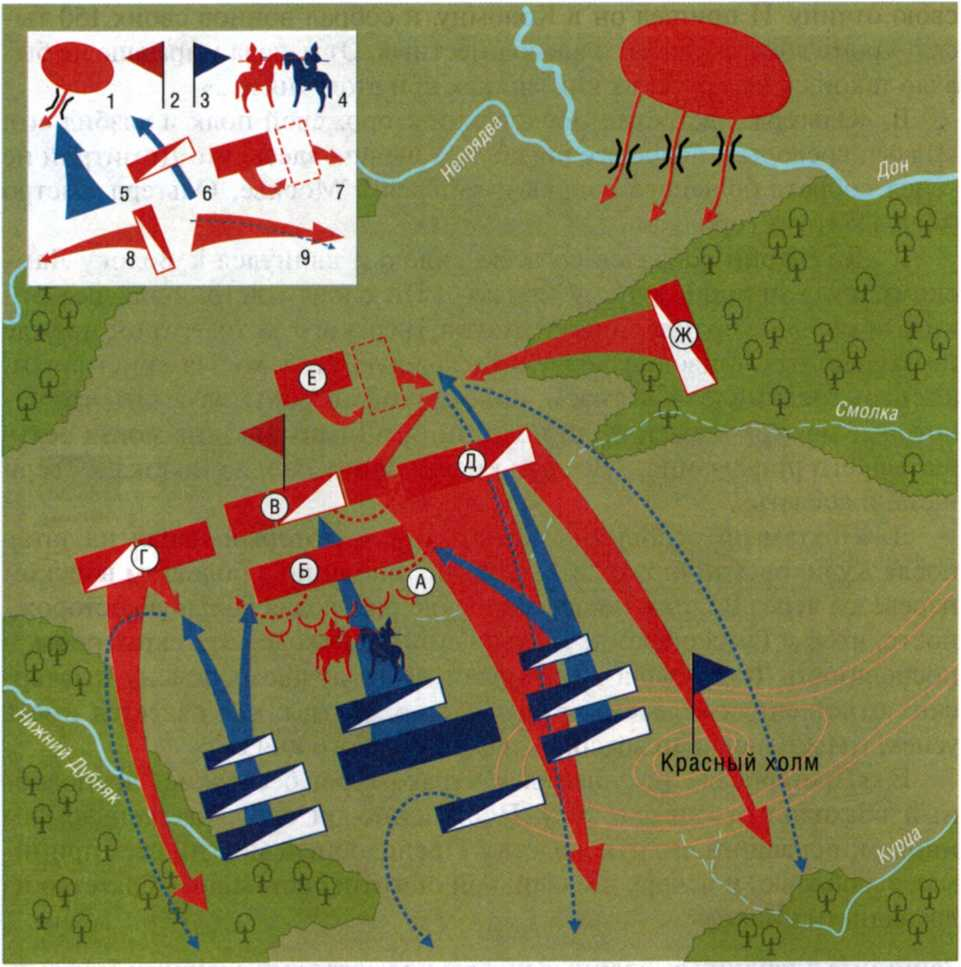 1
2
3
4
5
6
7
8
9
Непрядва
Дон
Ж
Смолка
Е
Д
В
Г
Б
А
Красный холм
Нижний Дубняк
Курца